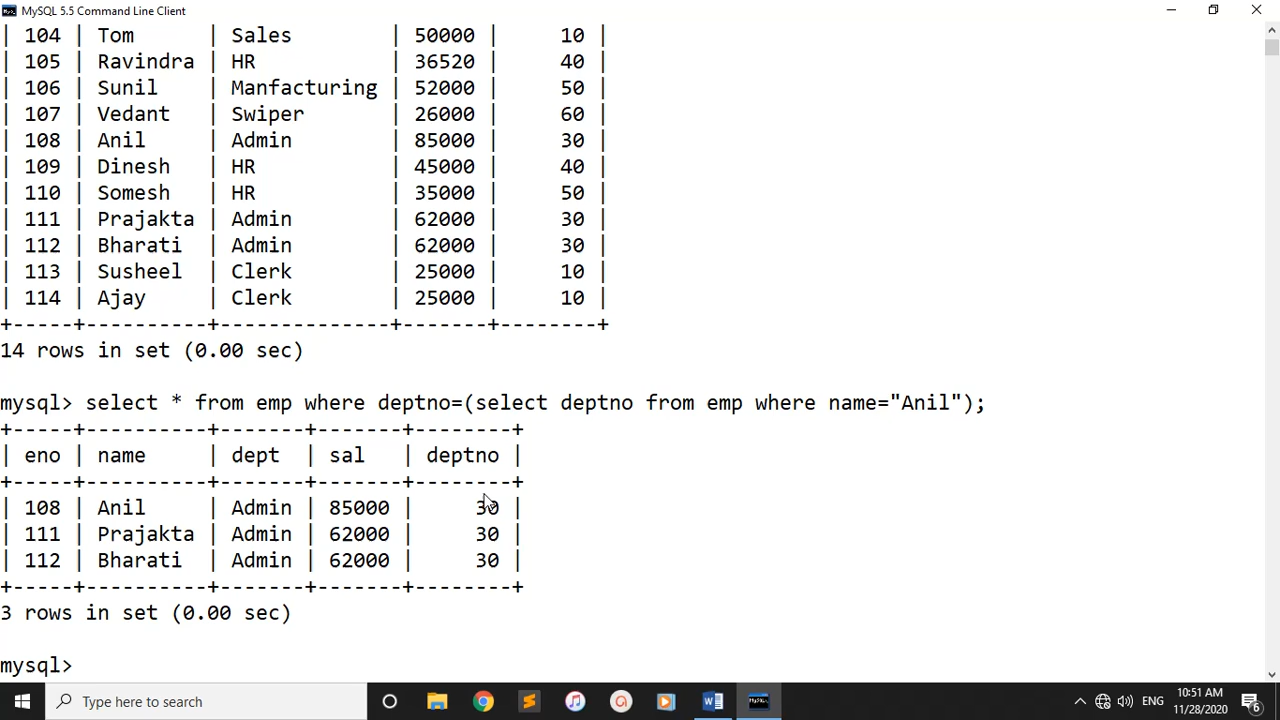 MySQL 5.5 Command Line Client
| 104 | Tom      | Sales        | 50000 |     10 |
| 105 | Ravindra | HR           | 36520 |     40 |
| 106 | Sunil    | Manfacturing | 52000 |     50 |
| 107 | Vedant   | Swiper       | 26000 |     60 |
| 108 | Anil     | Admin        | 85000 |     30 |
| 109 | Dinesh   | HR           | 45000 |     40 |
| 110 | Somesh   | HR           | 35000 |     50 |
| 111 | Prajakta | Admin        | 62000 |     30 |
| 112 | Bharati  | Admin        | 62000 |     30 |
| 113 | Susheel  | Clerk        | 25000 |     10 |
| 114 | Ajay     | Clerk        | 25000 |     10 |
+-----+----------+--------------+-------+--------+
14 rows in set (0.00 sec)
mysql> select * from emp where deptno=(select deptno from emp where name="Anil");
+-----+----------+-------+-------+--------+
| eno | name     | dept  | sal   | deptno |
+-----+----------+-------+-------+--------+
| 108 | Anil     | Admin | 85000 |     30 |
| 111 | Prajakta | Admin | 62000 |     30 |
| 112 | Bharati  | Admin | 62000 |     30 |
+-----+----------+-------+-------+--------+
3 rows in set (0.00 sec)
mysql>
Type here to search
ENG
10:51 AM
11/28/2020
6